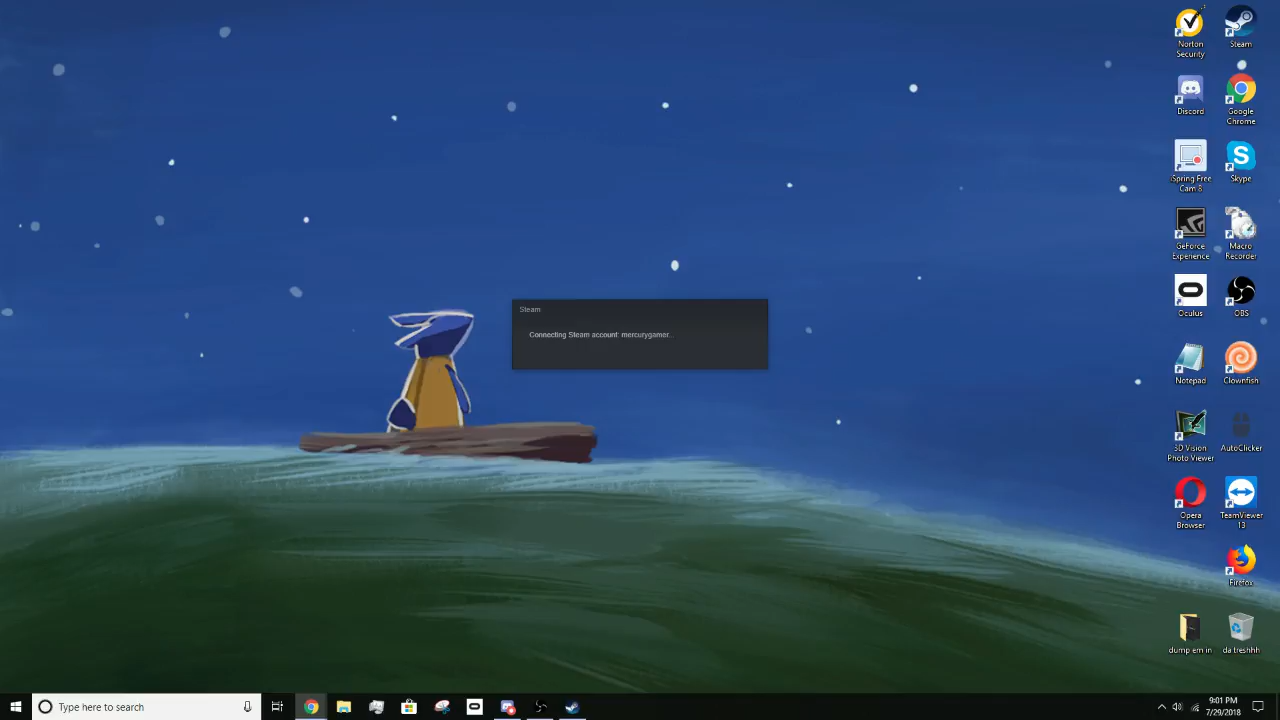 Norton
Security
Steam
Discord
Google
Chrome
iSpring Free
Cam 8
Skype
GeForce
Experience
Macro
Recorder
Oculus
OBS
Steam
Connecting Steam account: mercurygamer...
Notepad
Clownfish
3D Vision
Photo Viewer
AutoClicker
Opera
Browser
TeamViewer
13
Firefox
dump em in
da treshhh
Type here to search
9:01 PM
7/29/2018